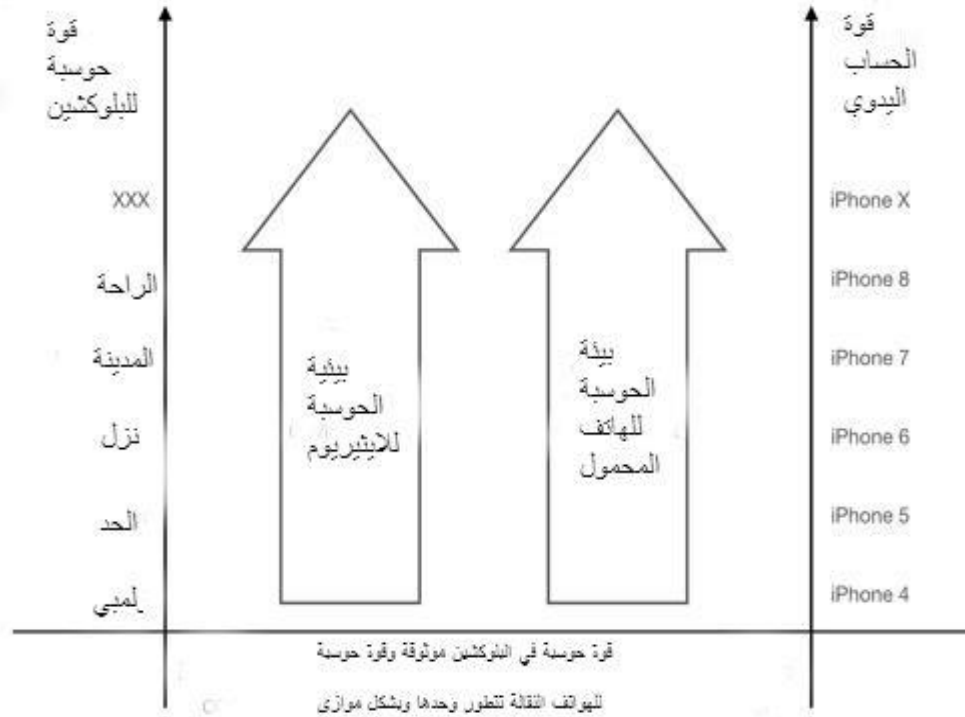 قوة
حوسبة
للبلوكشين
XXX
الراحة
المدينة
نزل
الحد
لمبي
بيئية
الحوسبة
للايثيريوم
بيئة
الحوسبة
للهاتف
المحمول
قوة
الحساب
اليدوي
iPhone X
iPhone 8
iPhone 7
iPhone 6
iPhone 5
iPhone 4
قوة حوسبة في البلوكشين موثوقة وقوة حوسبة
للهواتف النقالة تتطور وحدها وبشكل موازى